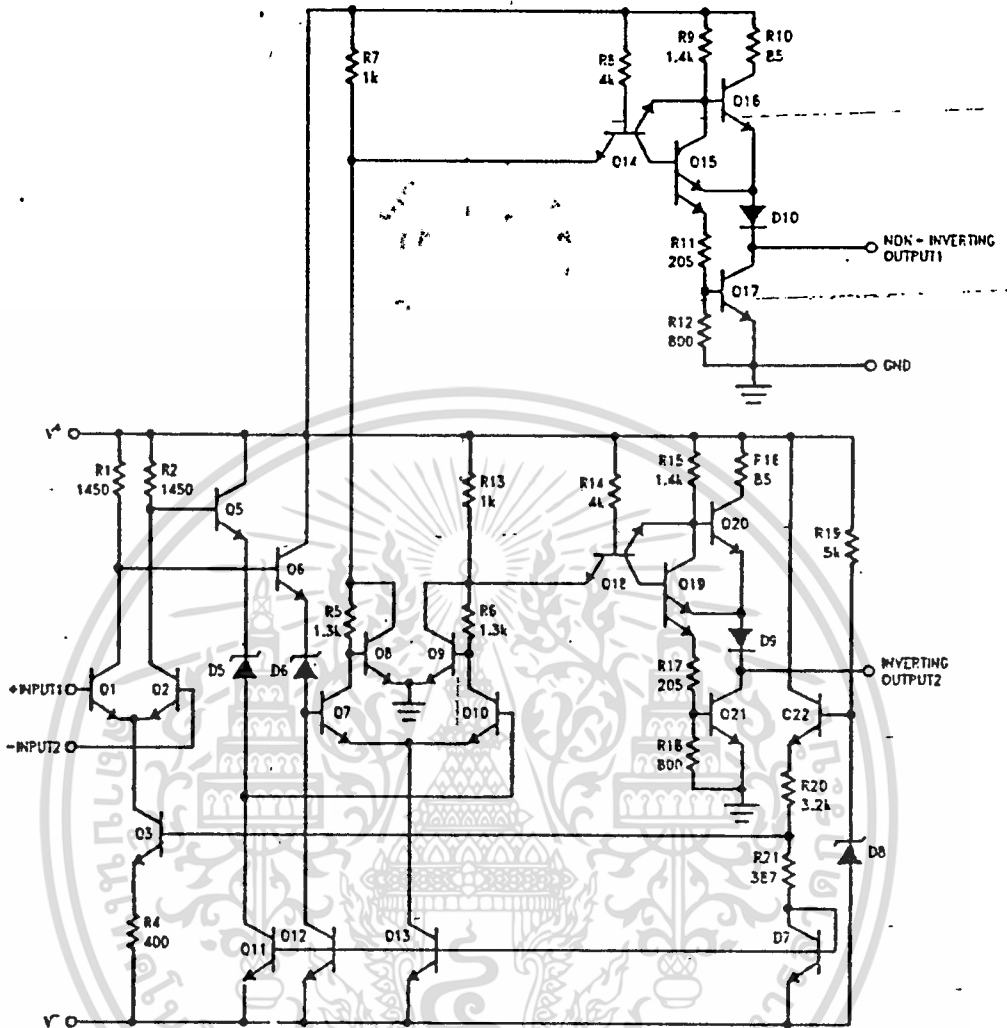 R7
1k
R8
4k
R9
1.4k
R10
85
Q16
Q14
Q15
D10
NON-INVERTING
OUTPUT1
R11
205
Q17
R12
800
GND
V+
R1
1450
R2
1450
Q5
Q6
R13
1k
R14
4k
R15
1.4k
R16
85
Q20
R19
5k
Q18
Q19
R5
1.3k
R6
1.3k
Q8
Q9
D9
D5
D6
Q7
Q10
R17
205
INVERTING
OUTPUT2
+INPUT1
Q1
Q2
-INPUT2
Q21
Q22
R18
800
R20
3.2k
Q3
R21
387
D8
R4
400
Q11
Q12
Q13
D7
V-